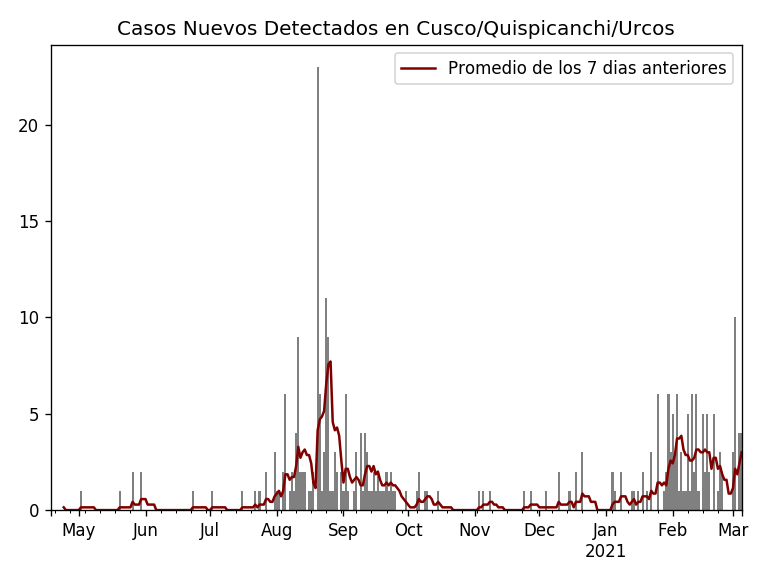 Casos Nuevos Detectados en Cusco/Quispicanchi/Urcos
Promedio de los 7 dias anteriores
20
15
10
5
0
May Jun Jul Aug Sep Oct Nov Dec Jan Feb Mar
2021